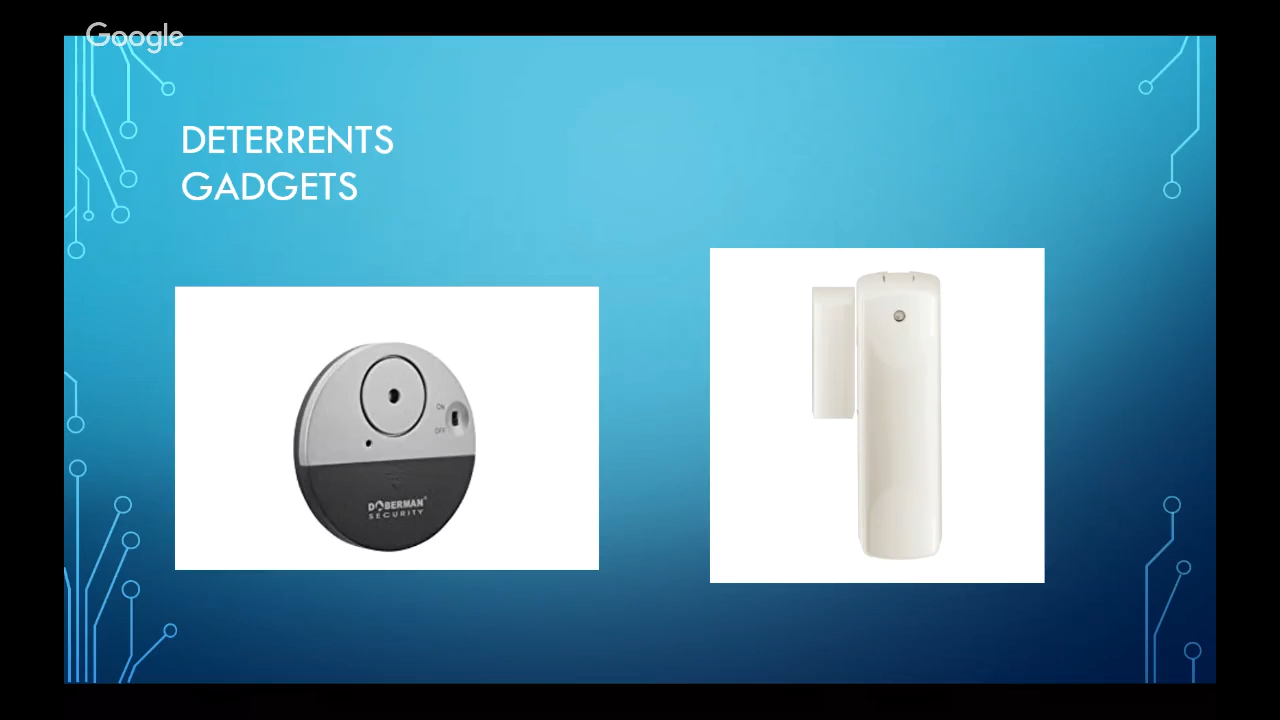 Google
DETERRENTS
GADGETS
ON
OFF
DOBERMAN
SECURITY